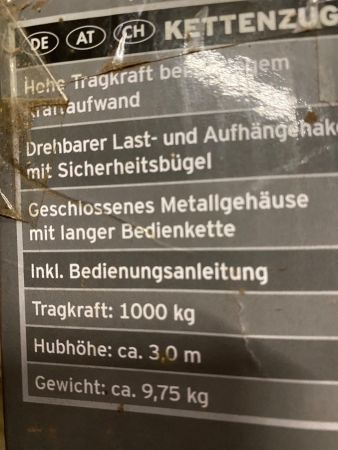 DE AT CH KETTENZUG
Hohe Tragkraft bei
Kraftaufwand
Drehbarer Last- und Aufhängehake
mit Sicherheitsbügel
Geschlossenes Metallgehäuse
mit langer Bedienkette
Inkl. Bedienungsanleitung
Tragkraft: 1000 kg
Hubhöhe: ca. 3,0 m
Gewicht: ca. 9,75 kg